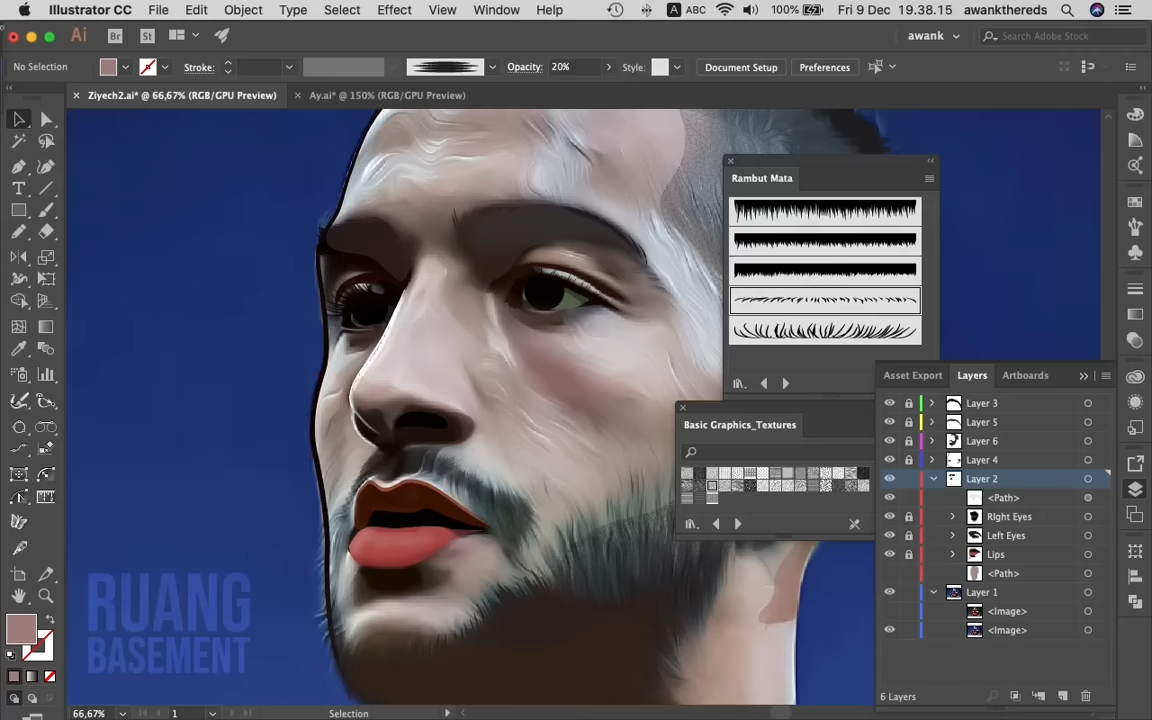 Illustrator CC File Edit Object Type Select Effect View Window Help A ABC 100% Fri 9 Dec 19.38.15 awankthereds
Ai Br St awank Search Adobe Stock
No Selection Stroke: Opacity: 20% Style: Document Setup Preferences
Ziyech2.ai* @ 66,67% (RGB/GPU Preview) Ay.ai* @ 150% (RGB/GPU Preview)
Rambut Mata
Asset Export Layers Artboards
Layer 3
Layer 5
Basic Graphics_Textures
Layer 6
Layer 4
Layer 2
<Path>
RIght Eyes
Left Eyes
Lips
<Path>
Layer 1
<Image>
<Image>
RUANG
BASEMENT
6 Layers
66,67% 1 Selection